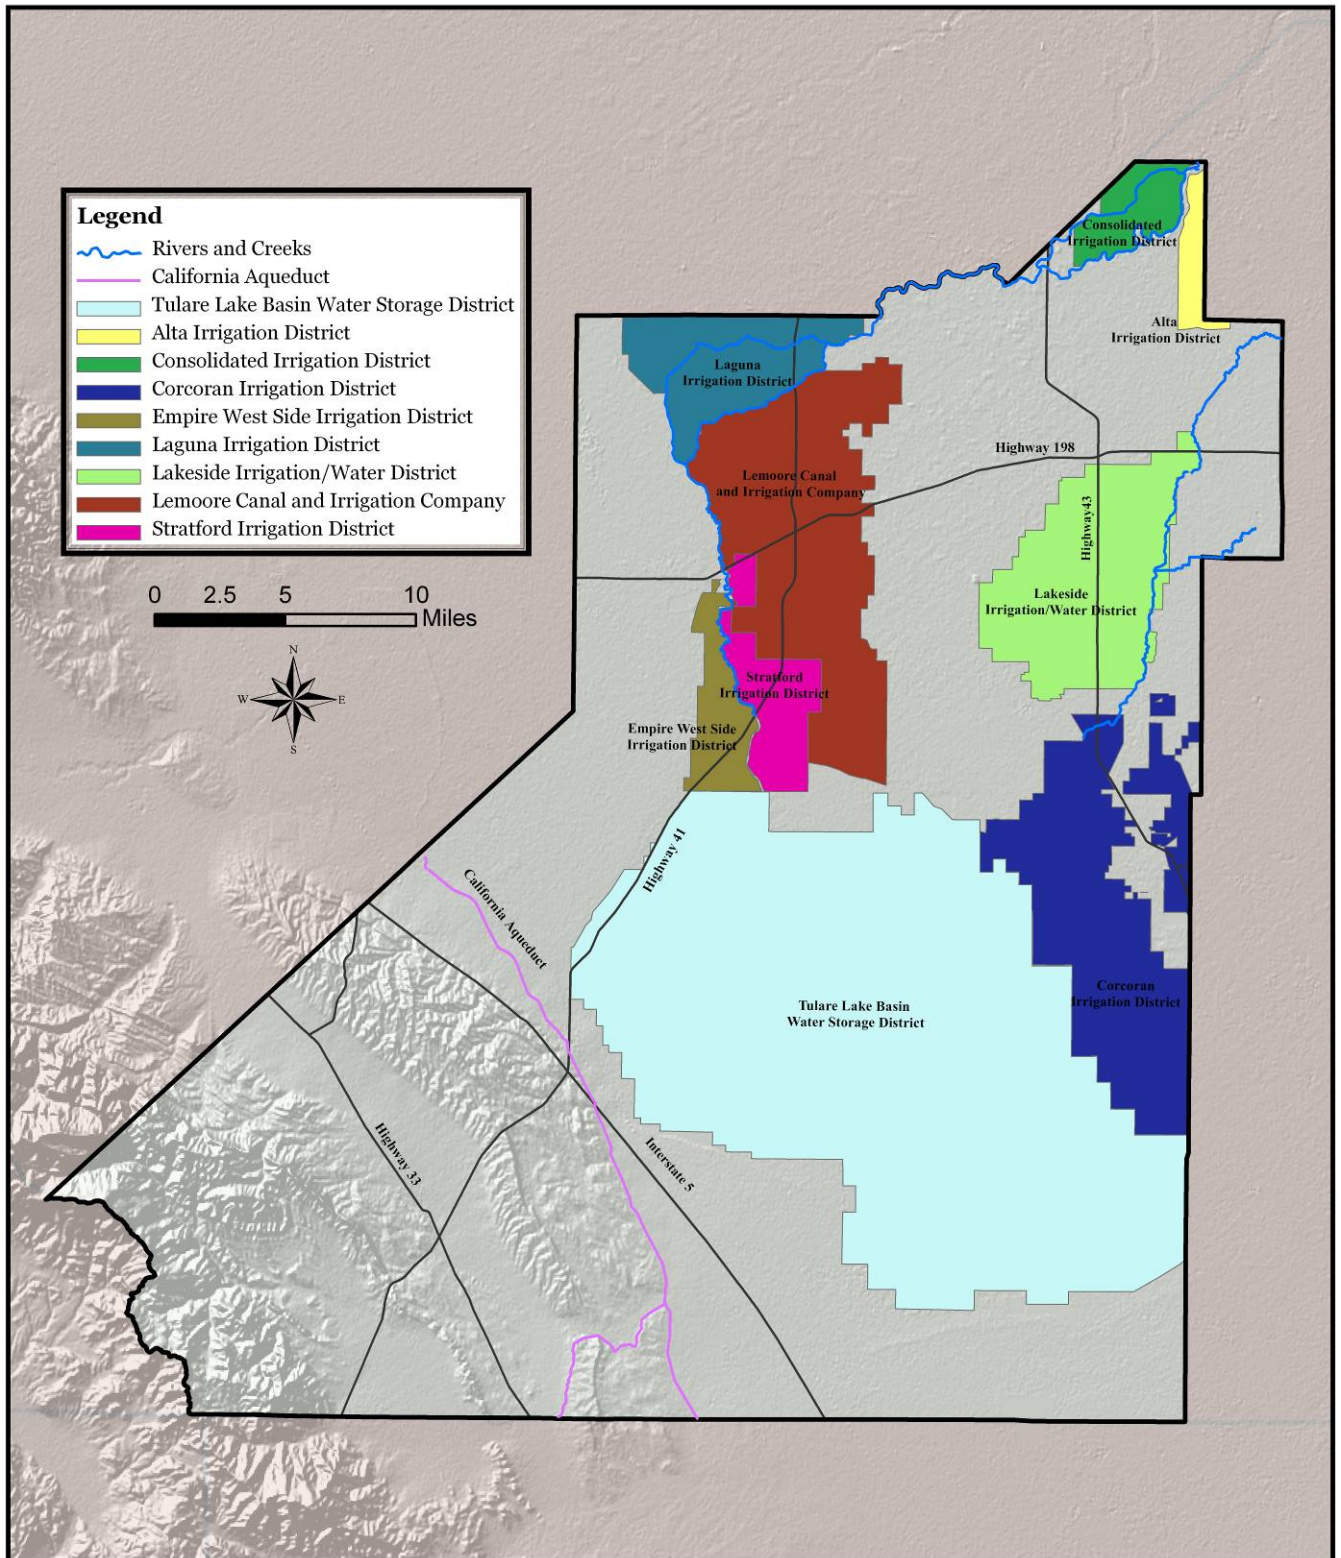 Legend
Rivers and Creeks
California Aqueduct
Tulare Lake Basin Water Storage District
Alta Irrigation District
Consolidated Irrigation District
Corcoran Irrigation District
Empire West Side Irrigation District
Laguna Irrigation District
Lakeside Irrigation/Water District
Lemoore Canal and Irrigation Company
Stratford Irrigation District
0 2.5 5 10
Miles
N
W E
S
Consolidated
Irrigation District
Alta
Irrigation District
Laguna
Irrigation District
Highway 198
Lemoore Canal
and Irrigation Company
Highway43
Lakeside
Irrigation/Water District
Stratford
Irrigation District
Empire West Side
Irrigation District
Highway 41
California Aqueduct
Corcoran
Irrigation District
Tulare Lake Basin
Water Storage District
Highway 33
Interstate 5